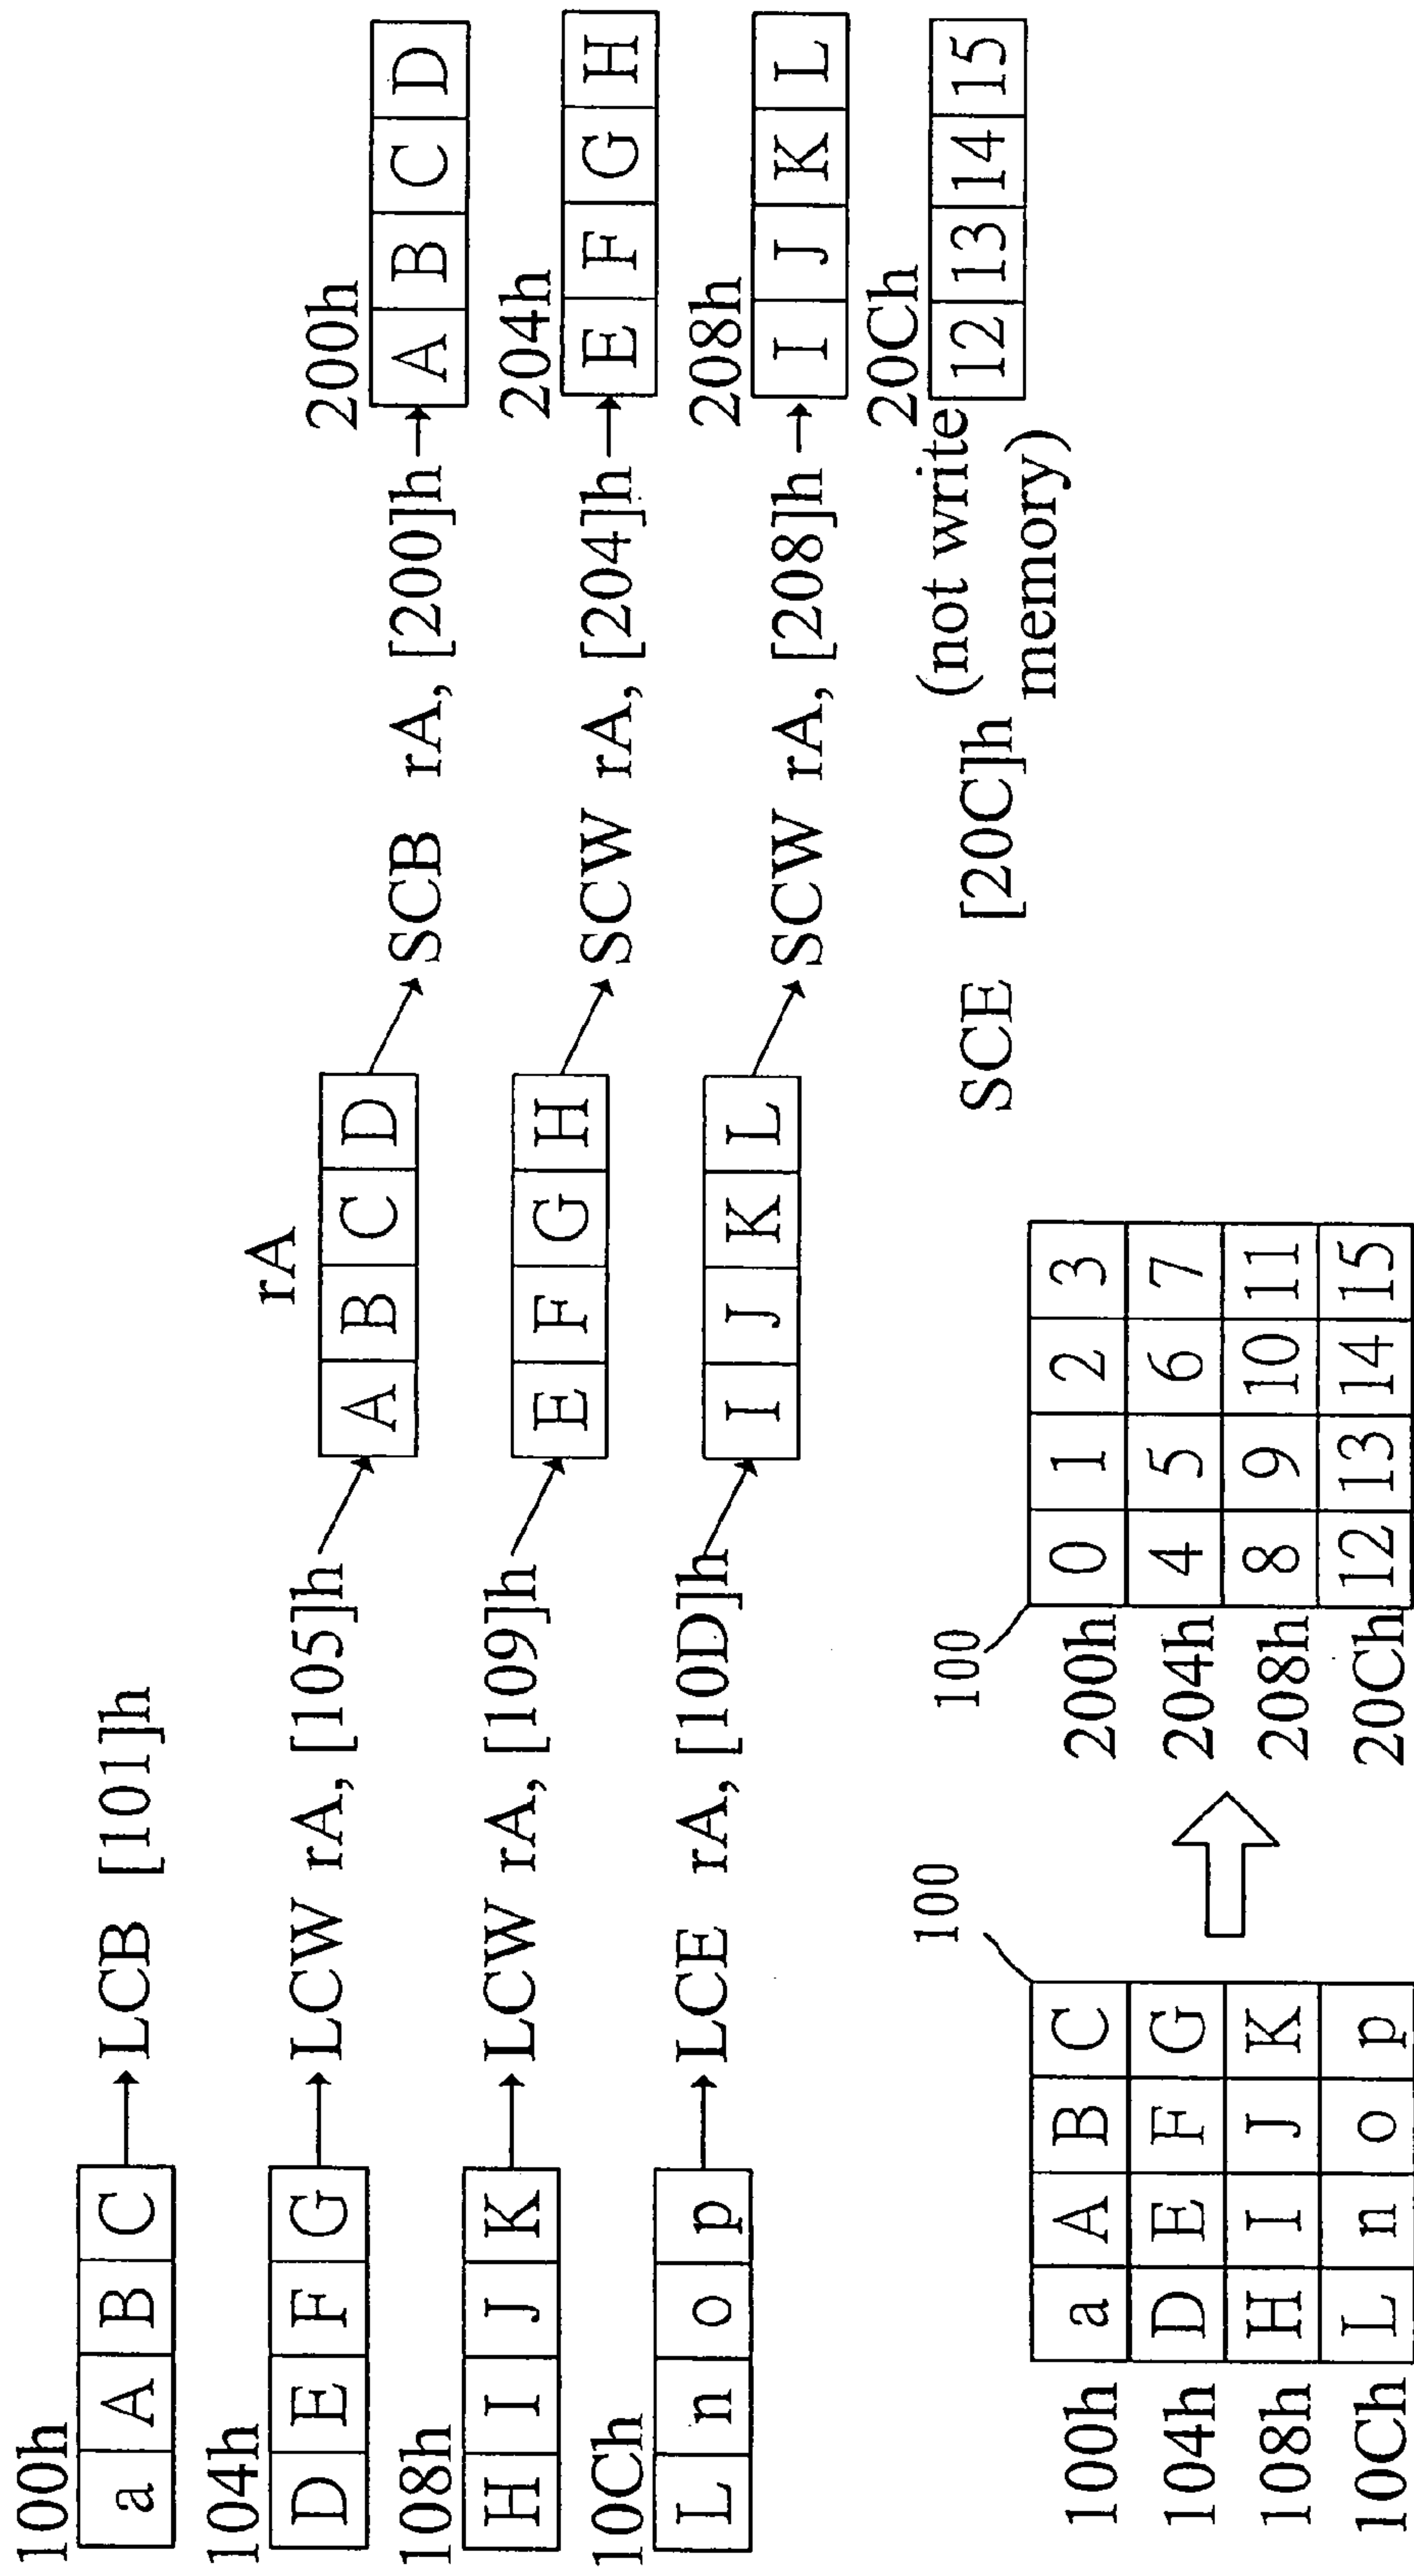 100h
a A B C
LCB [101]h
rA
200h
104h
D E F G
LCW rA, [105]h
A B C D
SCB rA, [200]h
A B C D
204h
108h
H I J K
LCW rA, [109]h
E F G H
SCW rA, [204]h
E F G H
208h
10Ch
L n o p
LCE rA, [10D]h
I J K L
SCW rA, [208]h
I J K L
20Ch
SCE [20C]h
(not write
memory)
12 13 14 15
100
100
100h a A B C
104h D E F G
108h H I J K
10Ch L n o p
200h 0 1 2 3
204h 4 5 6 7
208h 8 9 10 11
20Ch 12 13 14 15